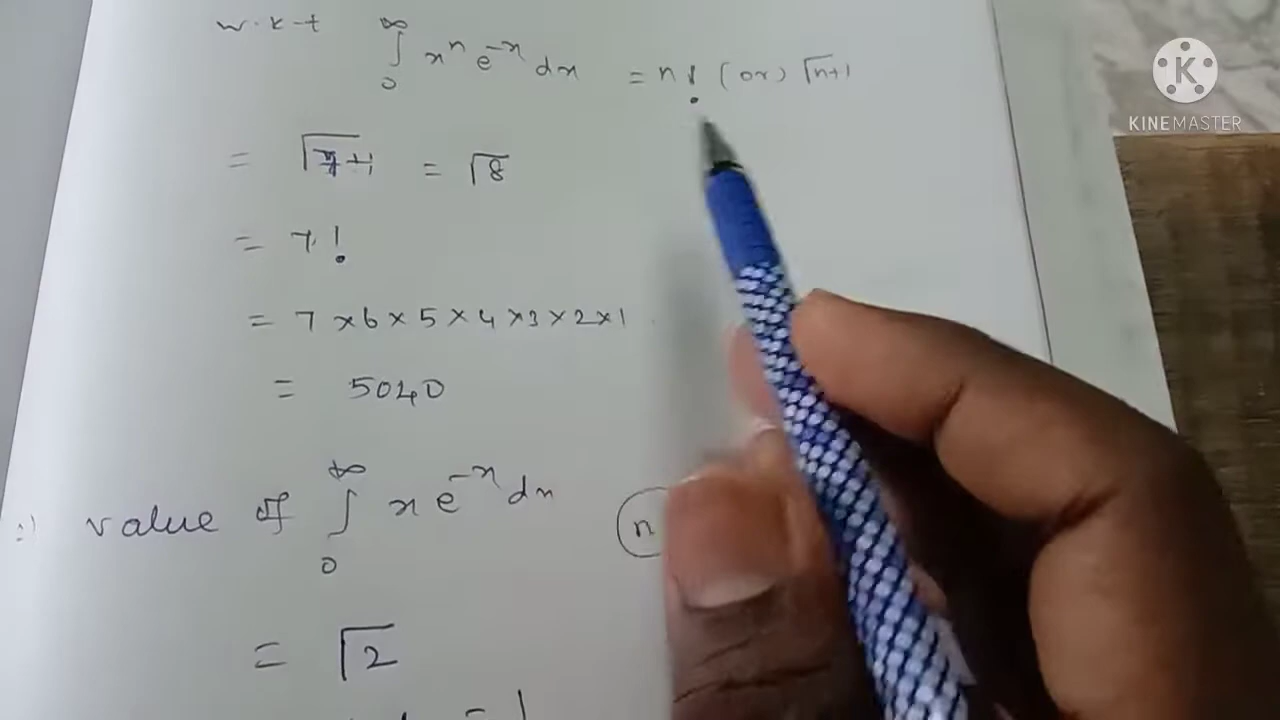 w.k.t ∫₀^∞ xⁿ e⁻ˣ dx = n! (or) Γn+1
= Γ7+1 = Γ8
= 7!
= 7 × 6 × 5 × 4 × 3 × 2 × 1
= 5040
value of ∫₀^∞ x e⁻ˣ dx n
= Γ2
K
KINEMASTER